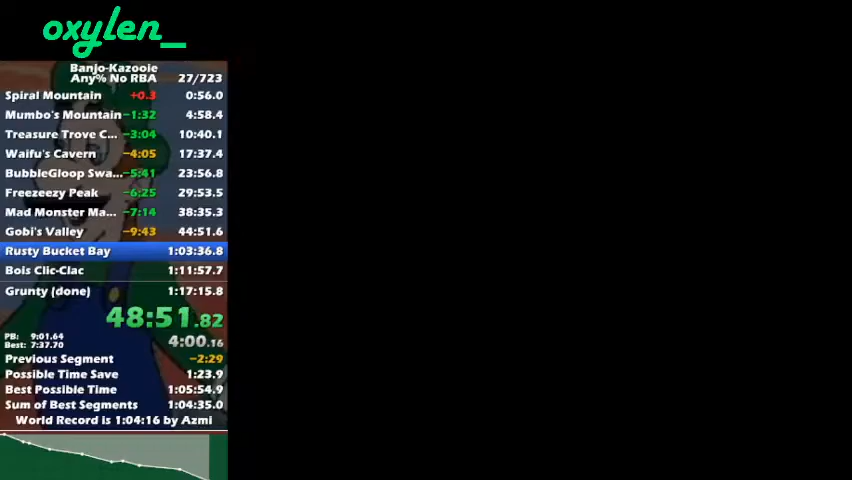 oxylen_
Banjo-Kazooie
Any% No RBA 27/723
Spiral Mountain +0.3 0:56.0
Mumbo's Mountain -1:32 4:58.4
Treasure Trove C... -3:04 10:40.1
Waifu's Cavern -4:05 17:37.4
BubbleGloop Swa... -5:41 23:56.8
Freezeezy Peak -6:25 29:53.5
Mad Monster Ma... -7:14 38:35.3
Gobi's Valley -9:43 44:51.6
Rusty Bucket Bay 1:03:36.8
Bois Clic-Clac 1:11:57.7
Grunty (done) 1:17:15.8
48:51.82
PB: 9:01.64
Best: 7:37.70
4:00.16
Previous Segment -2:29
Possible Time Save 1:23.9
Best Possible Time 1:05:54.9
Sum of Best Segments 1:04:35.0
World Record is 1:04:16 by Azmi